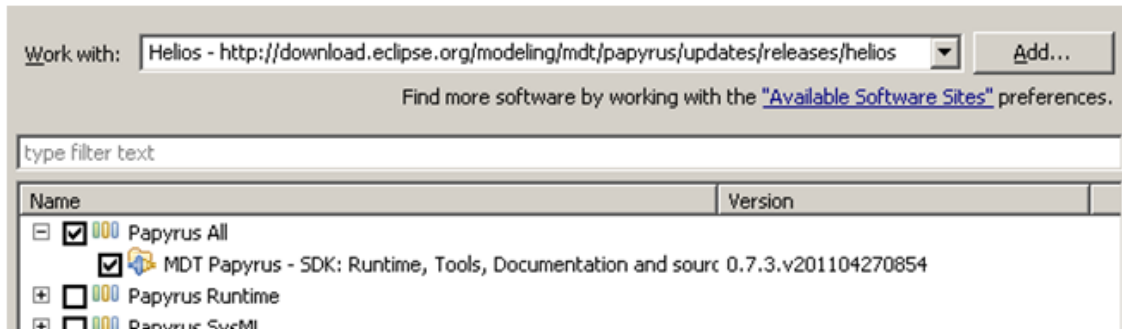 Work with: Helios - http://download.eclipse.org/modeling/mdt/papyrus/updates/releases/helios Add...
Find more software by working with the "Available Software Sites" preferences.
type filter text
Name Version
Papyrus All
MDT Papyrus - SDK: Runtime, Tools, Documentation and sourc 0.7.3.v201104270854
Papyrus Runtime
Papyrus SysML